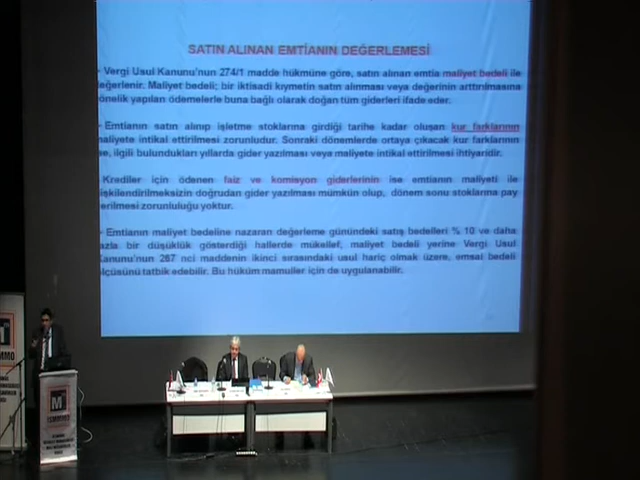 SATIN ALINAN EMTİANIN DEĞERLEMESİ
- Vergi Usul Kanunu'nun 274/1 madde hükmüne göre, satın alınan emtia maliyet bedeli ile
değerlenir. Maliyet bedeli; bir iktisadi kıymetin satın alınması veya değerinin arttırılmasına
yönelik yapılan ödemelerle buna bağlı olarak doğan tüm giderleri ifade eder.
- Emtianın satın alınıp işletme stoklarına girdiği tarihe kadar oluşan kur farklarının
maliyete intikal ettirilmesi zorunludur. Sonraki dönemlerde ortaya çıkacak kur farklarının
ise, ilgili bulundukları yıllarda gider yazılması veya maliyete intikal ettirilmesi ihtiyaridir.
Krediler için ödenen faiz ve komisyon giderlerinin ise emtianın maliyeti ile
ilişkilendirilmeksizin doğrudan gider yazılması mümkün olup, dönem sonu stoklarına pay
verilmesi zorunluluğu yoktur.
- Emtianın maliyet bedeline nazaran değerleme günündeki satış bedelleri % 10 ve daha
fazla bir düşüklük gösterdiği hallerde mükellef, maliyet bedeli yerine Vergi Usul
Kanunu'nun 267 nci maddenin ikinci sırasındaki usul hariç olmak üzere, emsal bedeli
ölçüsünü tatbik edebilir. Bu hüküm mamuller için de uygulanabilir.